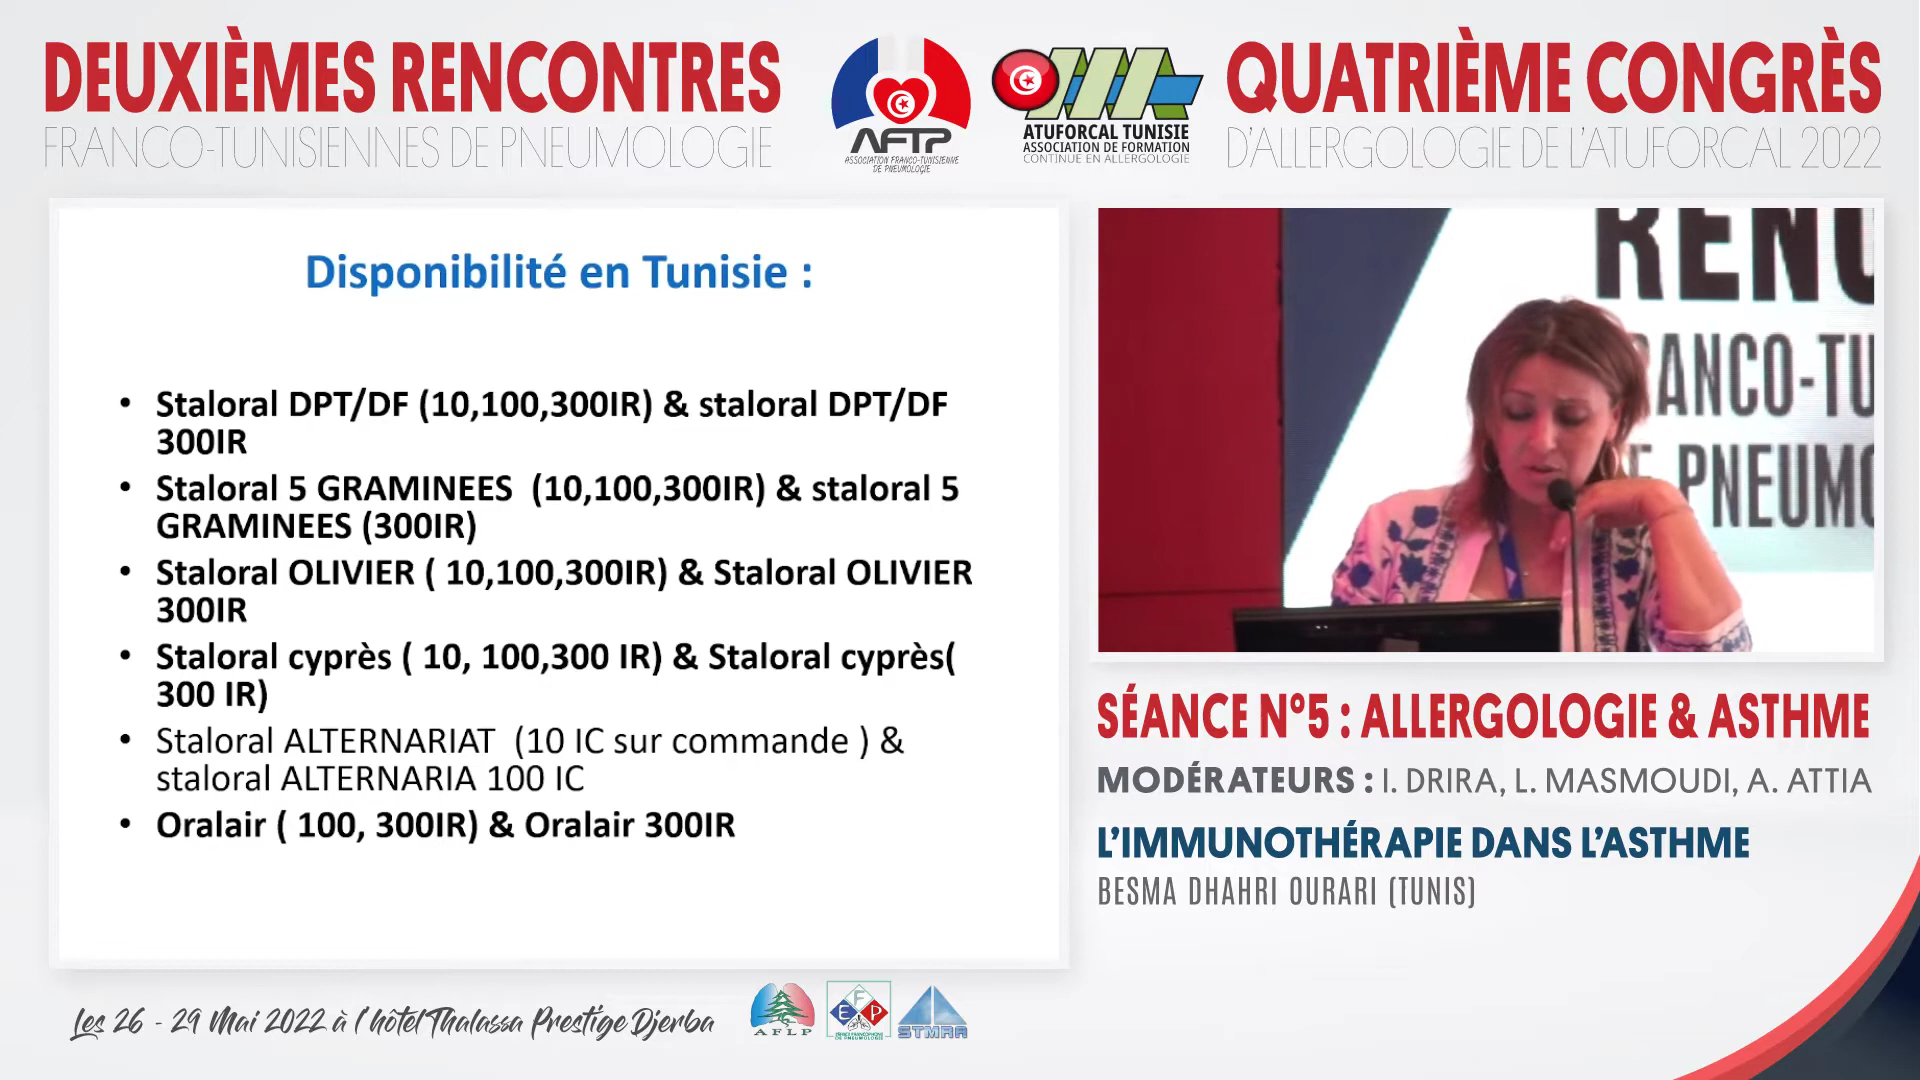 DEUXIÈMES RENCONTRES
FRANCO-TUNISIENNES DE PNEUMOLOGIE
AFTP
ASSOCIATION FRANCO-TUNISIENNE
DE PNEUMOLOGIE
ATUFORCAL TUNISIE
ASSOCIATION DE FORMATION
CONTINUE EN ALLERGOLOGIE
QUATRIÈME CONGRÈS
D'ALLERGOLOGIE DE L'ATUFORCAL 2022
Disponibilité en Tunisie :
• Staloral DPT/DF (10,100,300IR) & staloral DPT/DF
300IR
• Staloral 5 GRAMINEES (10,100,300IR) & staloral 5
GRAMINEES (300IR)
• Staloral OLIVIER ( 10,100,300IR) & Staloral OLIVIER
300IR
• Staloral cyprès ( 10, 100,300 IR) & Staloral cyprès(
300 IR)
• Staloral ALTERNARIAT (10 IC sur commande ) &
staloral ALTERNARIA 100 IC
• Oralair ( 100, 300IR) & Oralair 300IR
RENC
ANCO-TU
E PNEUMO
SÉANCE N°5 : ALLERGOLOGIE & ASTHME
MODÉRATEURS : I. DRIRA, L. MASMOUDI, A. ATTIA
L'IMMUNOTHÉRAPIE DANS L'ASTHME
BESMA DHAHRI OURARI (TUNIS)
Les 26 - 29 Mai 2022 à l'hôtel Thalassa Prestige Djerba
AFLP
EFP
ESPACE FRANCOPHONE
DE PNEUMOLOGIE
STMRA